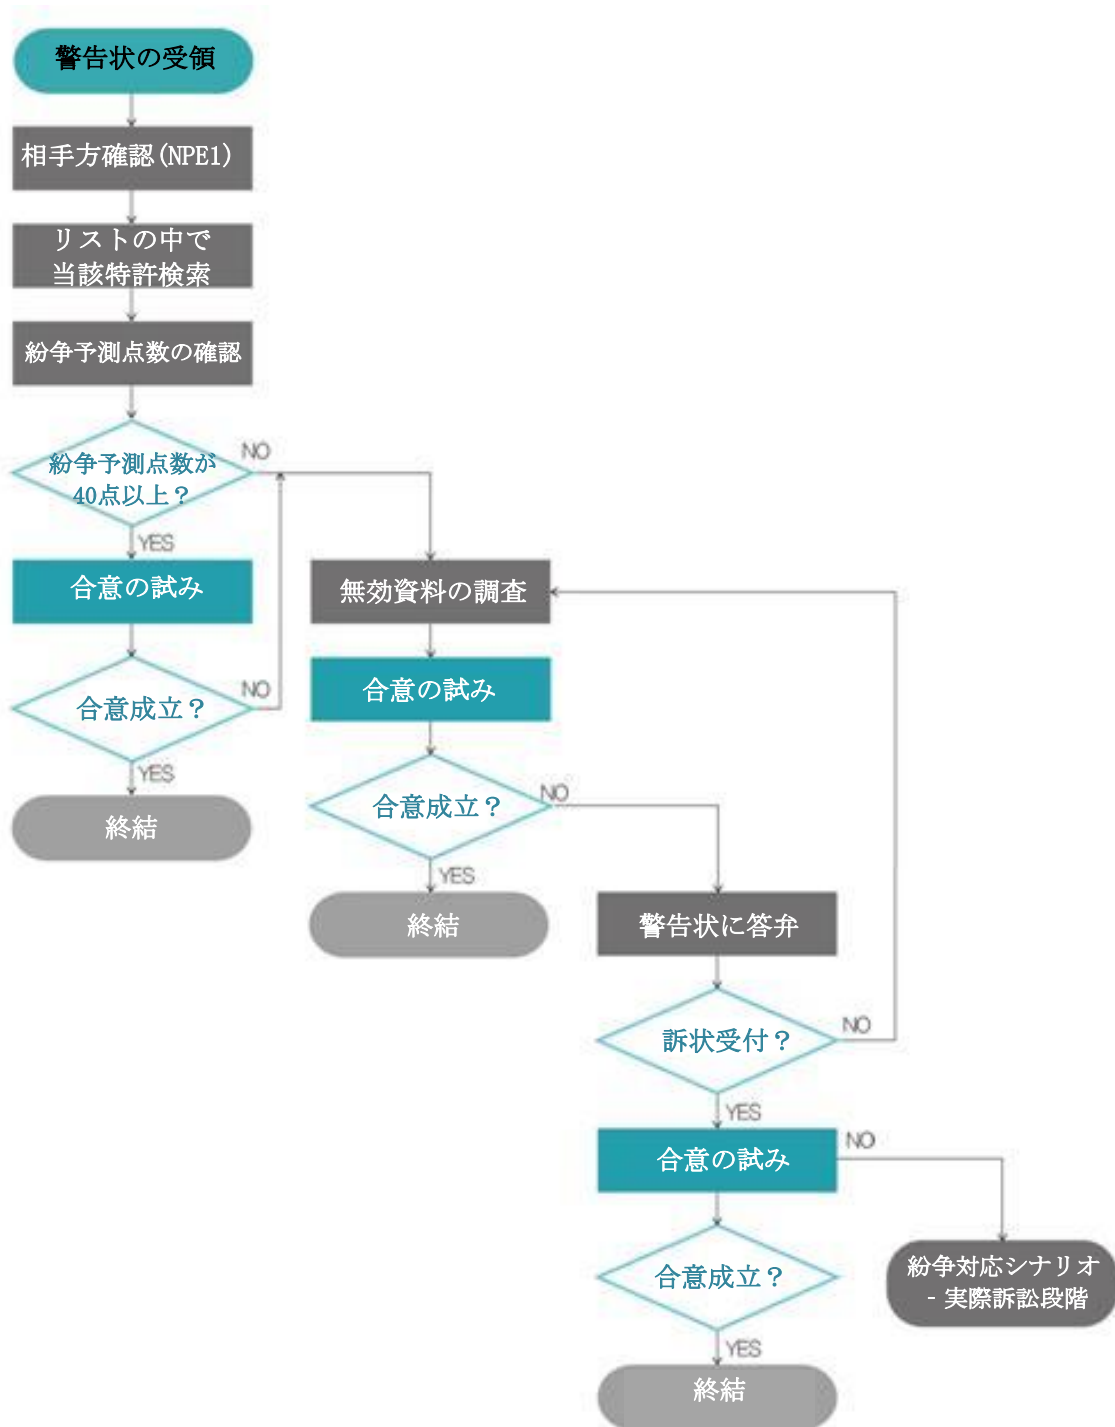 警告状の受領
相手方確認(NPE1)
リストの中で
当該特許検索
紛争予測点数の確認
紛争予測点数が
40点以上？
NO
YES
合意の試み
合意成立？
NO
YES
終結
無効資料の調査
合意の試み
合意成立？
NO
YES
終結
警告状に答弁
訴状受付？
NO
YES
合意の試み
NO
合意成立？
YES
終結
紛争対応シナリオ
- 実際訴訟段階